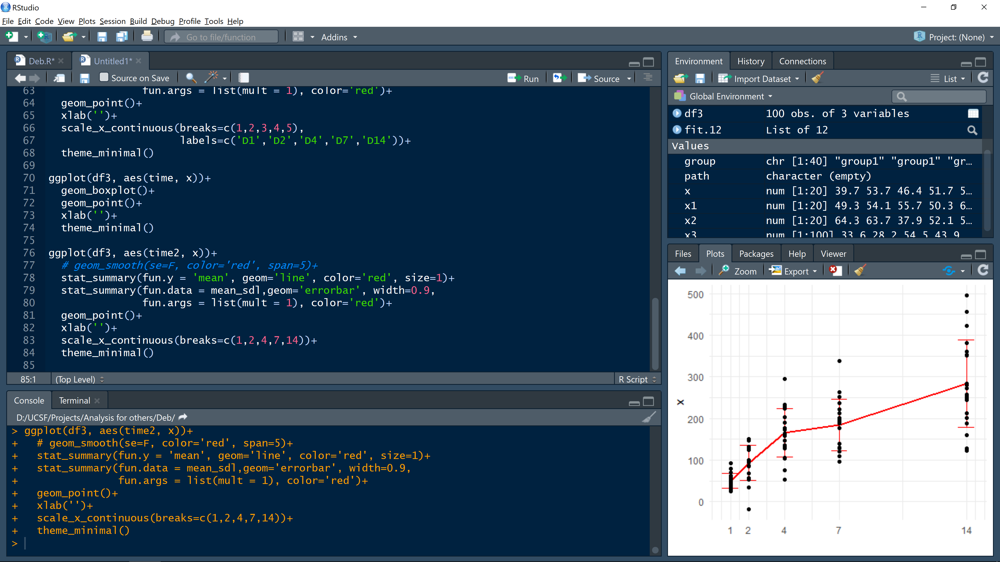 RStudio
File Edit Code View Plots Session Build Debug Profile Tools Help
Go to file/function
Addins
Project: (None)
Deb.R*
Untitled1*
Source on Save
Run
Source
63 fun.args = list(mult = 1), color='red')+
64 geom_point()+
65 xlab('')+
66 scale_x_continuous(breaks=c(1,2,3,4,5),
67 labels=c('D1','D2','D4','D7','D14'))+
68 theme_minimal()
69
70 ggplot(df3, aes(time, x))+
71 geom_boxplot()+
72 geom_point()+
73 xlab('')+
74 theme_minimal()
75
76 ggplot(df3, aes(time2, x))+
77 # geom_smooth(se=F, color='red', span=5)+
78 stat_summary(fun.y = 'mean', geom='line', color='red', size=1)+
79 stat_summary(fun.data = mean_sdl,geom='errorbar', width=0.9,
80 fun.args = list(mult = 1), color='red')+
81 geom_point()+
82 xlab('')+
83 scale_x_continuous(breaks=c(1,2,4,7,14))+
84 theme_minimal()
85
85:1 (Top Level) R Script
Console Terminal
D:/UCSF/Projects/Analysis for others/Deb/
> ggplot(df3, aes(time2, x))+
+ # geom_smooth(se=F, color='red', span=5)+
+ stat_summary(fun.y = 'mean', geom='line', color='red', size=1)+
+ stat_summary(fun.data = mean_sdl,geom='errorbar', width=0.9,
+ fun.args = list(mult = 1), color='red')+
+ geom_point()+
+ xlab('')+
+ scale_x_continuous(breaks=c(1,2,4,7,14))+
+ theme_minimal()
>
Environment History Connections
Import Dataset List
Global Environment
df3 100 obs. of 3 variables
fit.12 List of 12
Values
group chr [1:40] "group1" "group1" "gr…
path character (empty)
x num [1:20] 39.7 53.7 46.4 51.7 5…
x1 num [1:20] 49.3 54.1 55.7 50.3 6…
x2 num [1:20] 64.3 63.7 37.9 52.1 5…
x3 num [1:100] 33.6 28.2 54.5 43.9
Files Plots Packages Help Viewer
Zoom Export
500
400
300
x
200
100
0
1 2 4 7 14